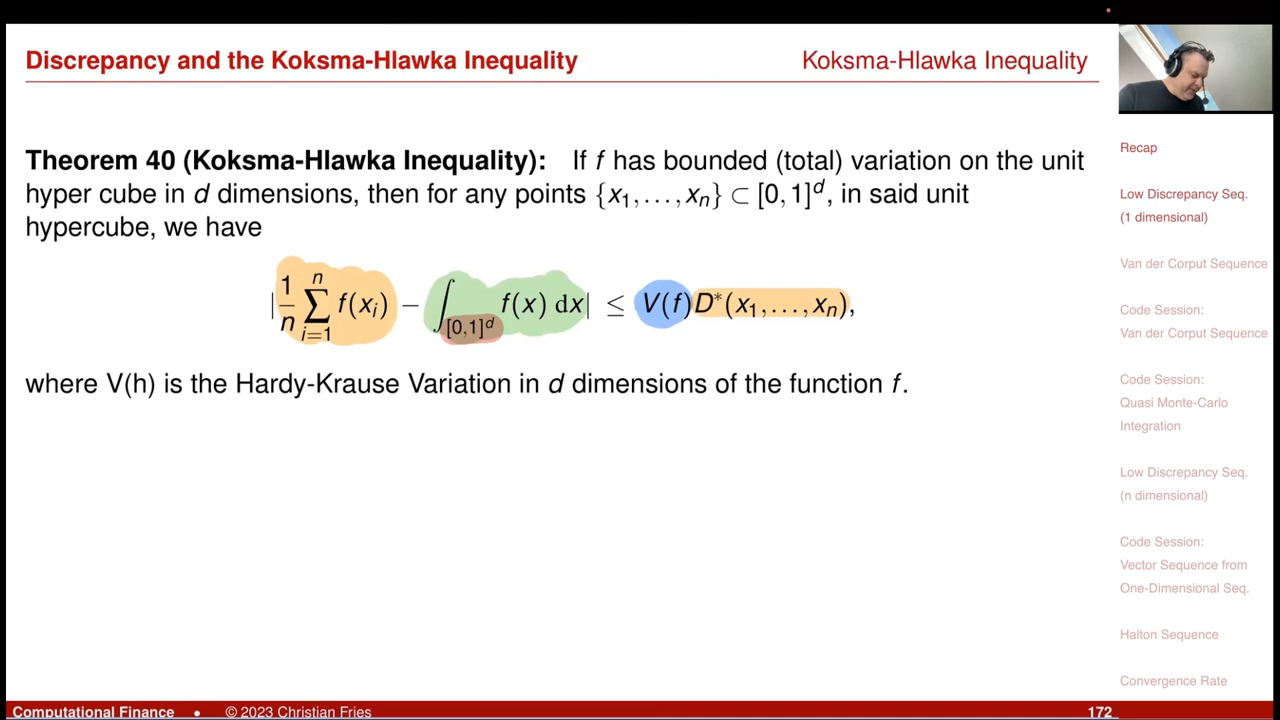 Discrepancy and the Koksma-Hlawka Inequality
Koksma-Hlawka Inequality
Theorem 40 (Koksma-Hlawka Inequality): If f has bounded (total) variation on the unit
hyper cube in d dimensions, then for any points {x₁, . . . , xₙ} ⊂ [0, 1]ᵈ, in said unit
hypercube, we have
|1/n ∑ⁿᵢ₌₁ f(xᵢ) − ∫_[0,1]ᵈ f(x) dx| ≤ V(f)D*(x₁, . . . , xₙ),
where V(h) is the Hardy-Krause Variation in d dimensions of the function f.
Recap
Low Discrepancy Seq.
(1 dimensional)
Van der Corput Sequence
Code Session:
Van der Corput Sequence
Code Session:
Quasi Monte-Carlo
Integration
Low Discrepancy Seq.
(n dimensional)
Code Session:
Vector Sequence from
One-Dimensional Seq.
Halton Sequence
Convergence Rate
Computational Finance • © 2023 Christian Fries
172